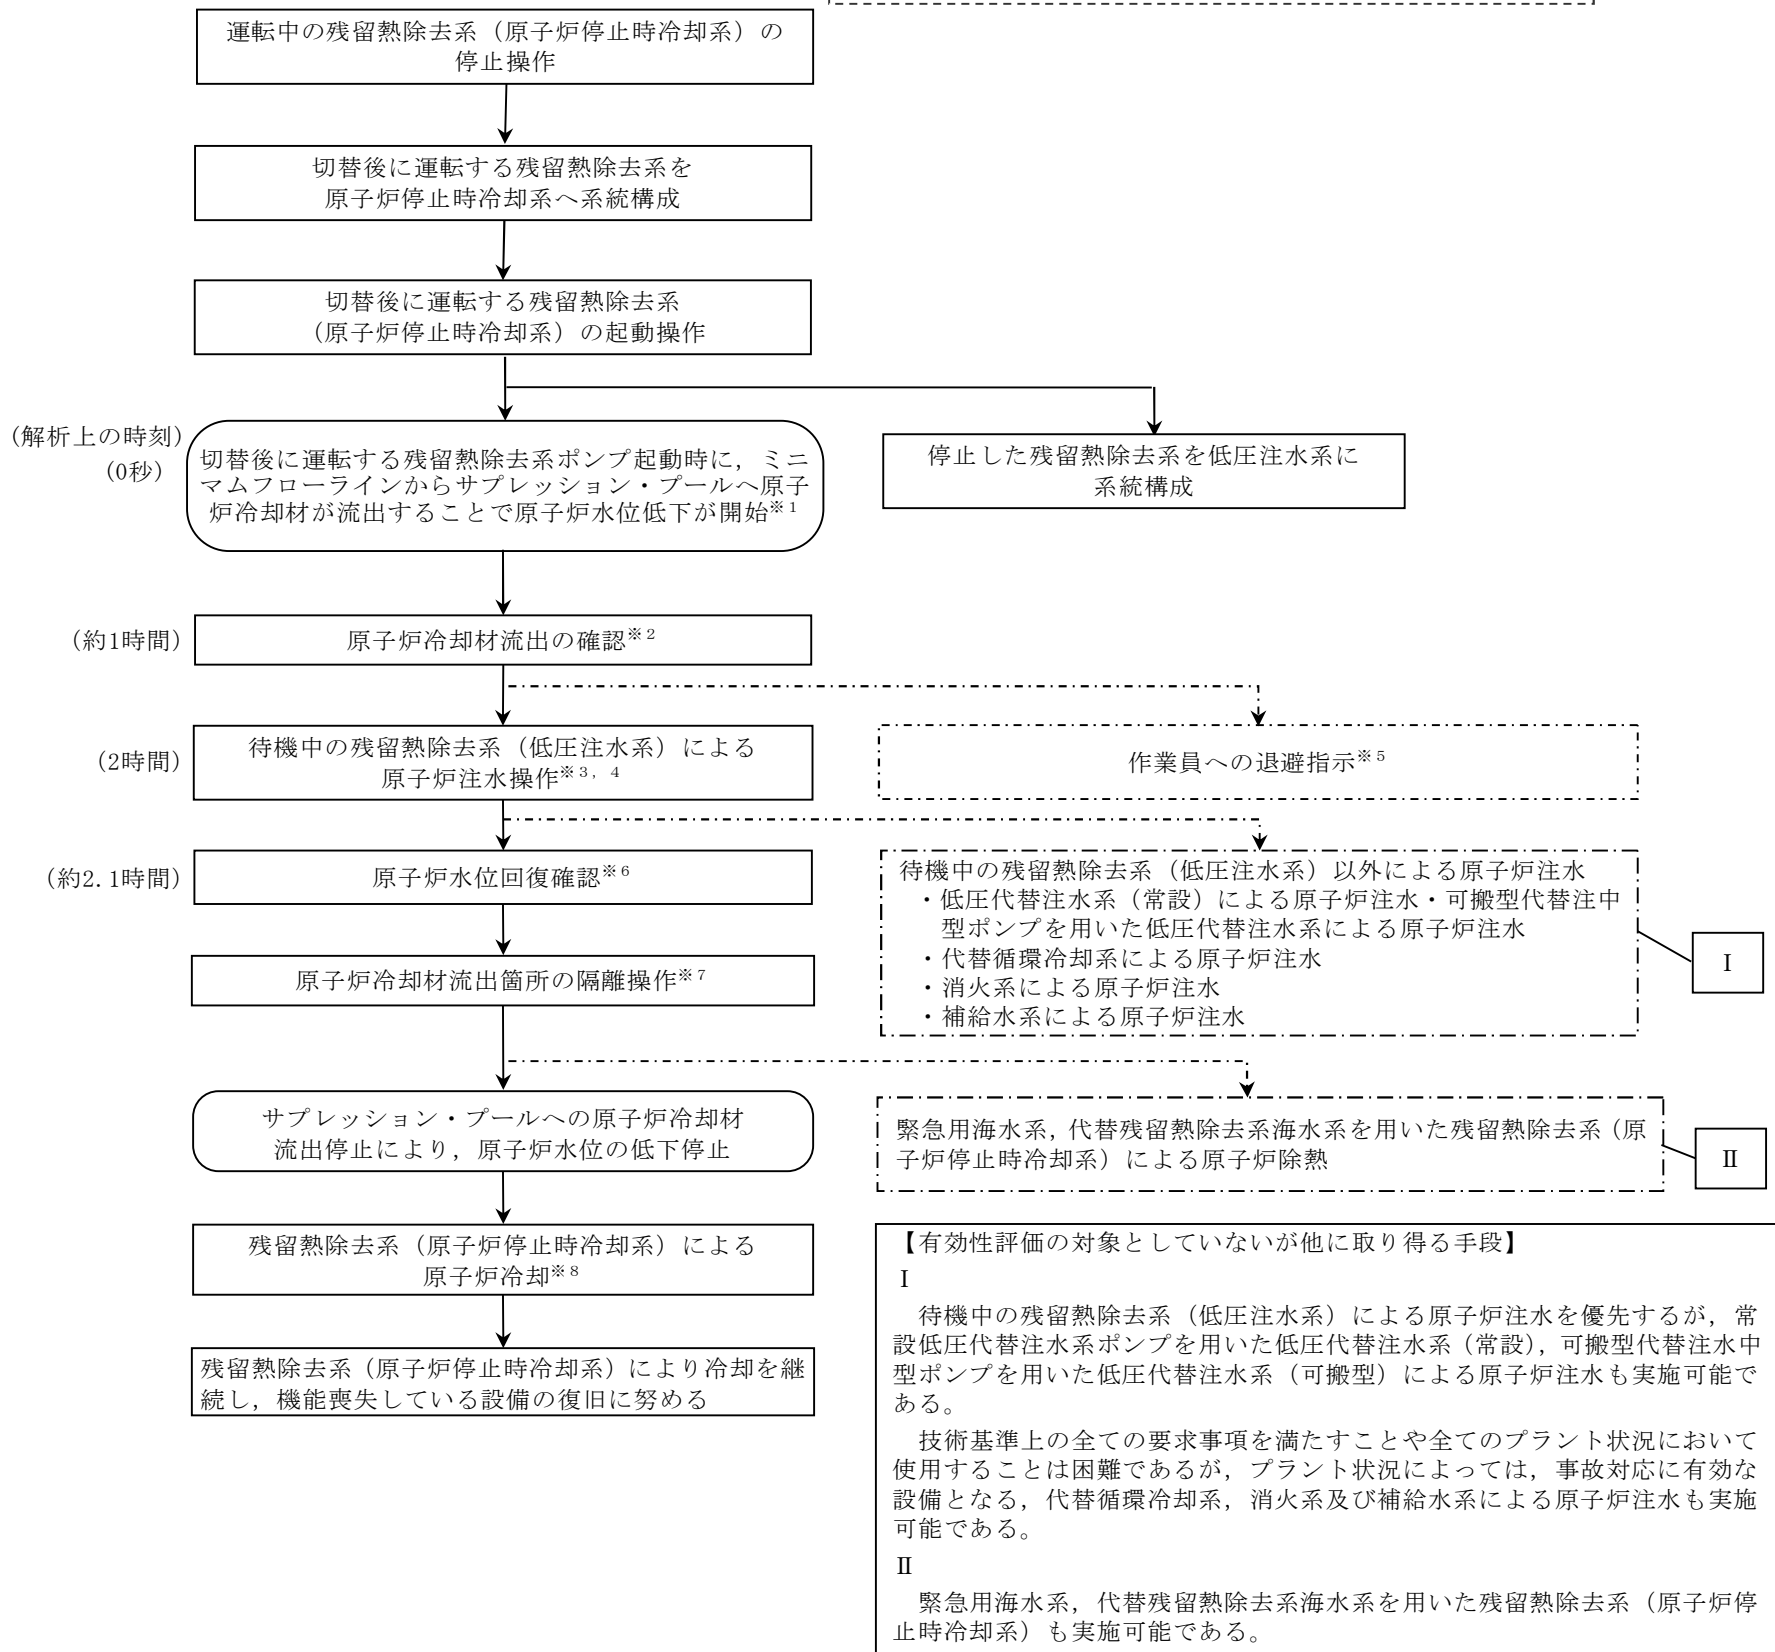 運転中の残留熱除去系（原子炉停止時冷却系）の
停止操作
切替後に運転する残留熱除去系を
原子炉停止時冷却系へ系統構成
切替後に運転する残留熱除去系
（原子炉停止時冷却系）の起動操作
(解析上の時刻)
(0秒)
切替後に運転する残留熱除去系ポンプ起動時に，ミニ
マムフローラインからサプレッション・プールへ原子
炉冷却材が流出することで原子炉水位低下が開始※1
停止した残留熱除去系を低圧注水系に
系統構成
(約1時間)
原子炉冷却材流出の確認※2
(2時間)
待機中の残留熱除去系（低圧注水系）による
原子炉注水操作※3，4
作業員への退避指示※5
(約2.1時間)
原子炉水位回復確認※6
待機中の残留熱除去系（低圧注水系）以外による原子炉注水
・低圧代替注水系（常設）による原子炉注水・可搬型代替注中
型ポンプを用いた低圧代替注水系による原子炉注水
・代替循環冷却系による原子炉注水
・消火系による原子炉注水
・補給水系による原子炉注水
Ⅰ
原子炉冷却材流出箇所の隔離操作※7
サプレッション・プールへの原子炉冷却材
流出停止により，原子炉水位の低下停止
緊急用海水系，代替残留熱除去系海水系を用いた残留熱除去系（原
子炉停止時冷却系）による原子炉除熱
Ⅱ
残留熱除去系（原子炉停止時冷却系）による
原子炉冷却※8
残留熱除去系（原子炉停止時冷却系）により冷却を継
続し，機能喪失している設備の復旧に努める
【有効性評価の対象としていないが他に取り得る手段】
Ⅰ
待機中の残留熱除去系（低圧注水系）による原子炉注水を優先するが，常
設低圧代替注水系ポンプを用いた低圧代替注水系（常設），可搬型代替注水中
型ポンプを用いた低圧代替注水系（可搬型）による原子炉注水も実施可能で
ある。
技術基準上の全ての要求事項を満たすことや全てのプラント状況において
使用することは困難であるが，プラント状況によっては，事故対応に有効な
設備となる，代替循環冷却系，消火系及び補給水系による原子炉注水も実施
可能である。
Ⅱ
緊急用海水系，代替残留熱除去系海水系を用いた残留熱除去系（原子炉停
止時冷却系）も実施可能である。